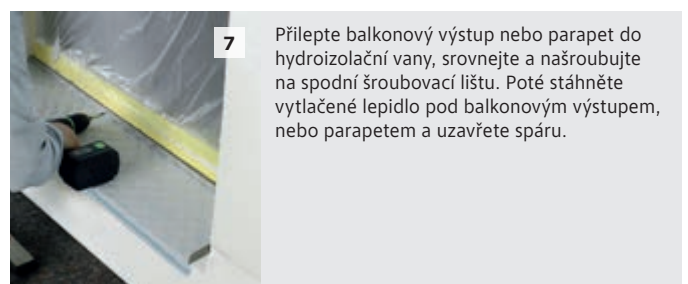 7
Přilepte balkonový výstup nebo parapet do
hydroizolační vany, srovnejte a našroubujte
na spodní šroubovací lištu. Poté stáhněte
vytlačené lepidlo pod balkonovým výstupem,
nebo parapetem a uzavřete spáru.